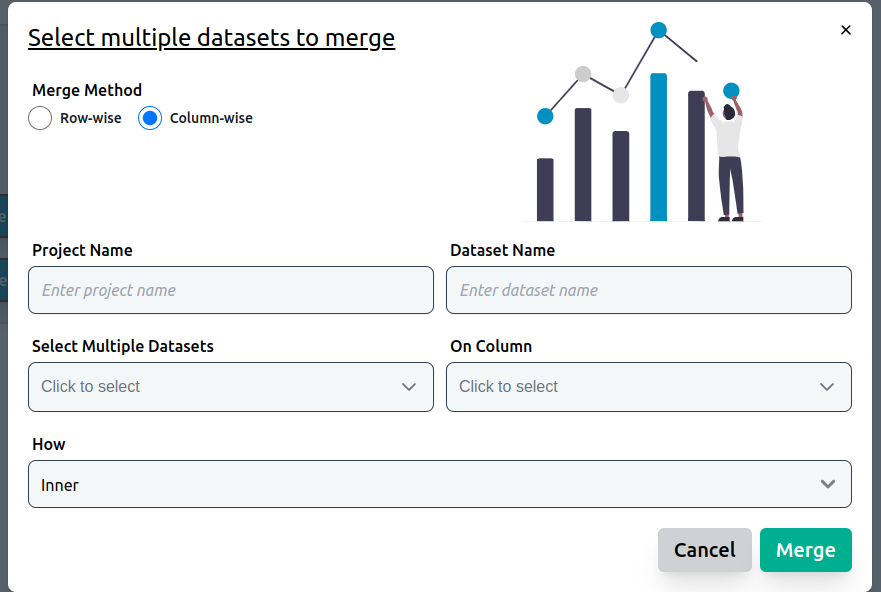 Select multiple datasets to merge
×
Merge Method
Row-wise Column-wise
Project Name Dataset Name
Enter project name Enter dataset name
Select Multiple Datasets On Column
Click to select Click to select
How
Inner
Cancel Merge